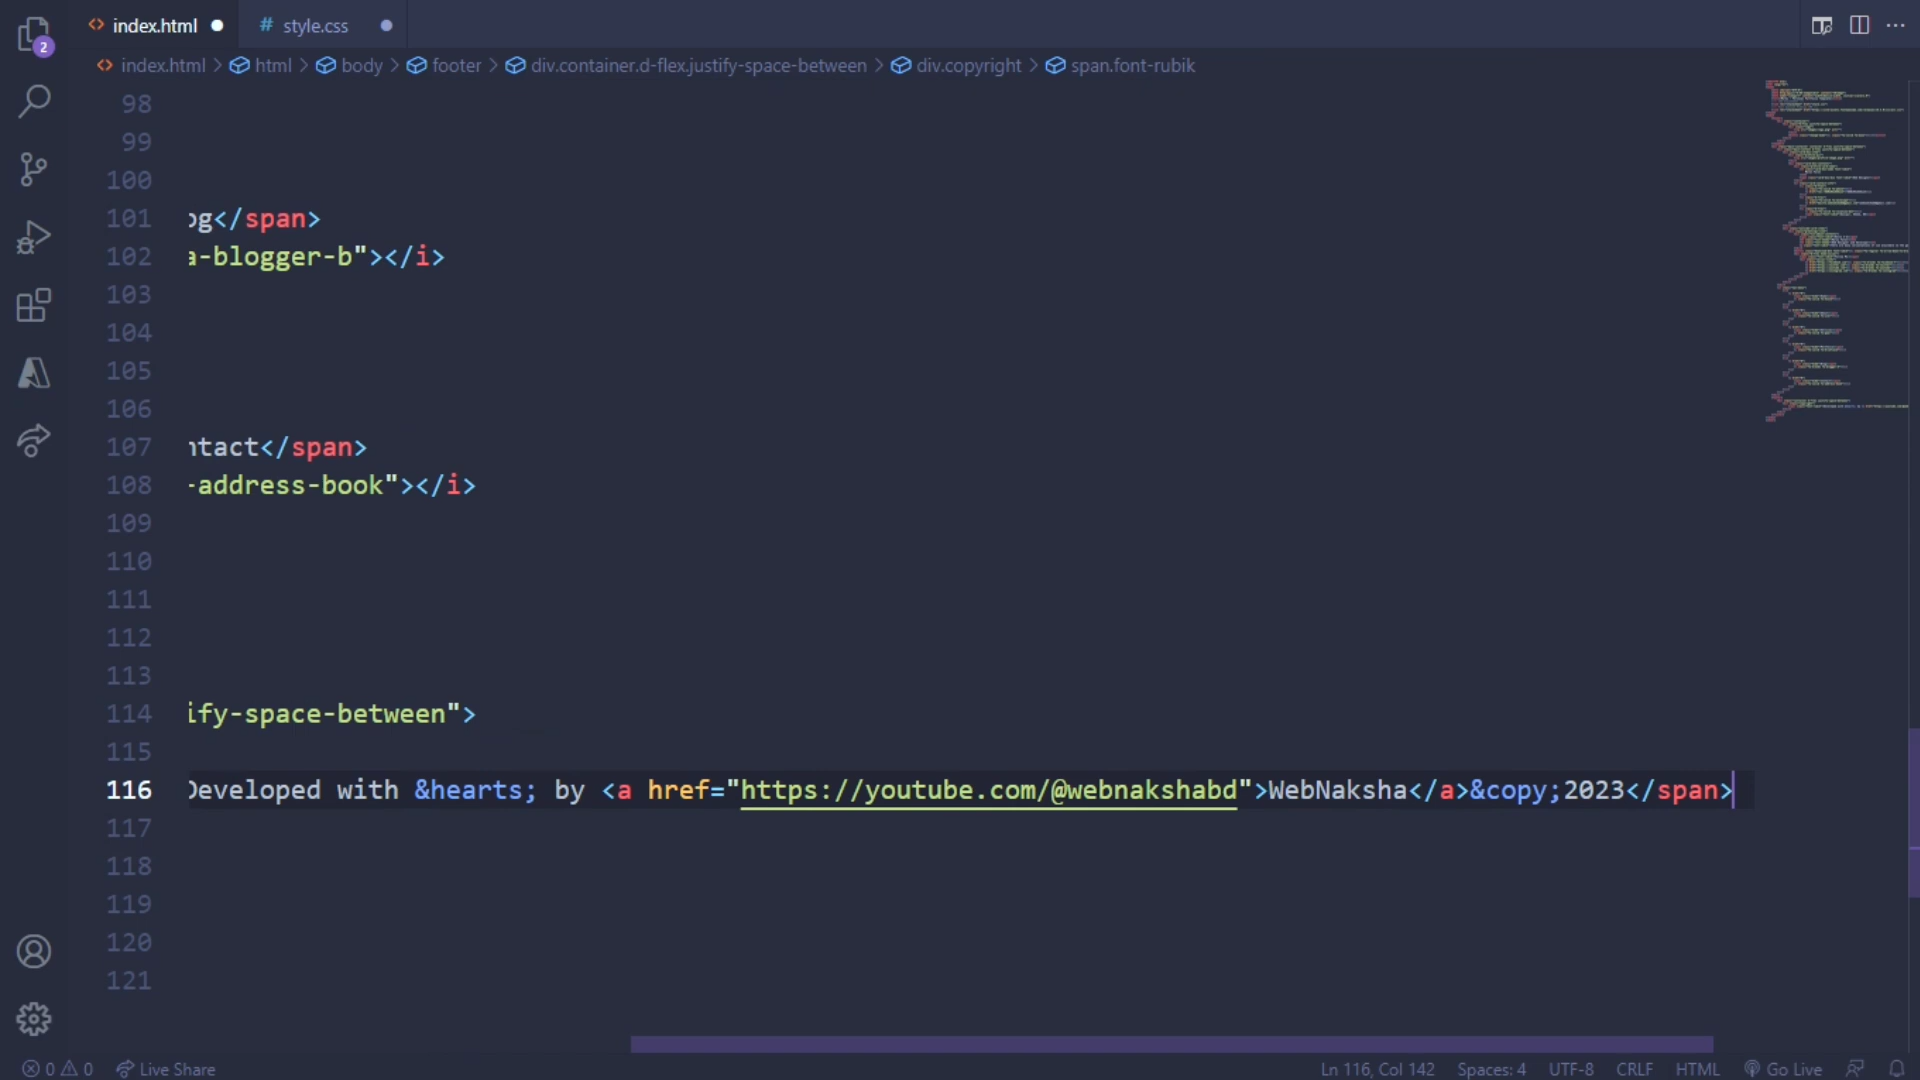 index.html
# style.css
2
index.html > html > body > footer > div.container.d-flex.justify-space-between > div.copyright > span.font-rubik
98
99
100
101 og</span>
102 a-blogger-b"></i>
103
104
105
106
107 ntact</span>
108 -address-book"></i>
109
110
111
112
113
114 ify-space-between">
115
116 Developed with &hearts; by <a href="https://youtube.com/@webnakshabd">WebNaksha</a>&copy;2023</span>
117
118
119
120
121
0 0 Live Share Ln 116, Col 142 Spaces: 4 UTF-8 CRLF HTML Go Live